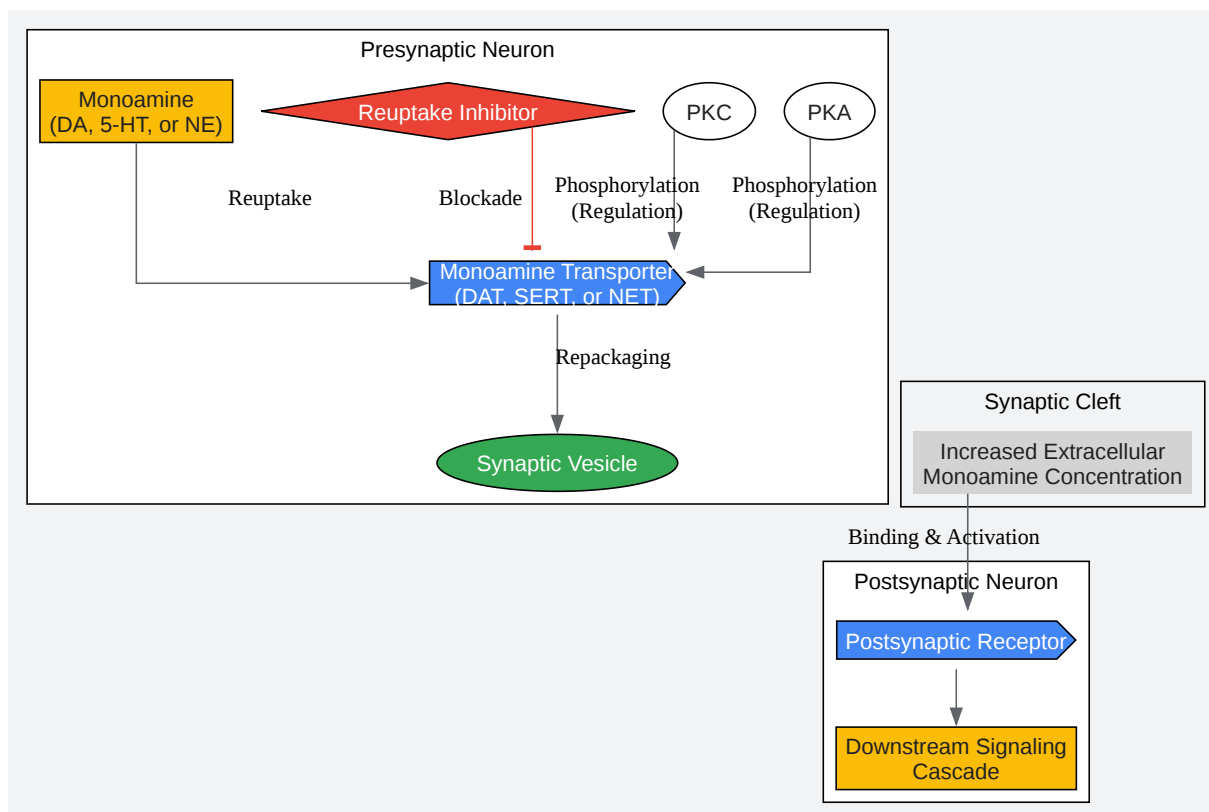 Presynaptic Neuron
Monoamine
(DA, 5-HT, or NE)
Reuptake Inhibitor
PKC
PKA
Reuptake
Blockade
Phosphorylation
(Regulation)
Phosphorylation
(Regulation)
Monoamine Transporter
(DAT, SERT, or NET)
Repackaging
Synaptic Vesicle
Synaptic Cleft
Increased Extracellular
Monoamine Concentration
Binding & Activation
Postsynaptic Neuron
Postsynaptic Receptor
Downstream Signaling
Cascade